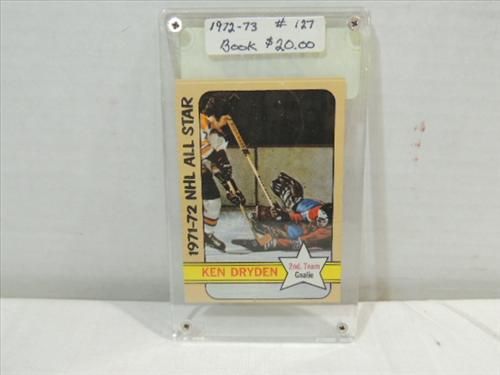 1972-73 # 127
Book $20.00
1971-72 NHL ALL STAR
KEN DRYDEN
2nd. Team
Goalie